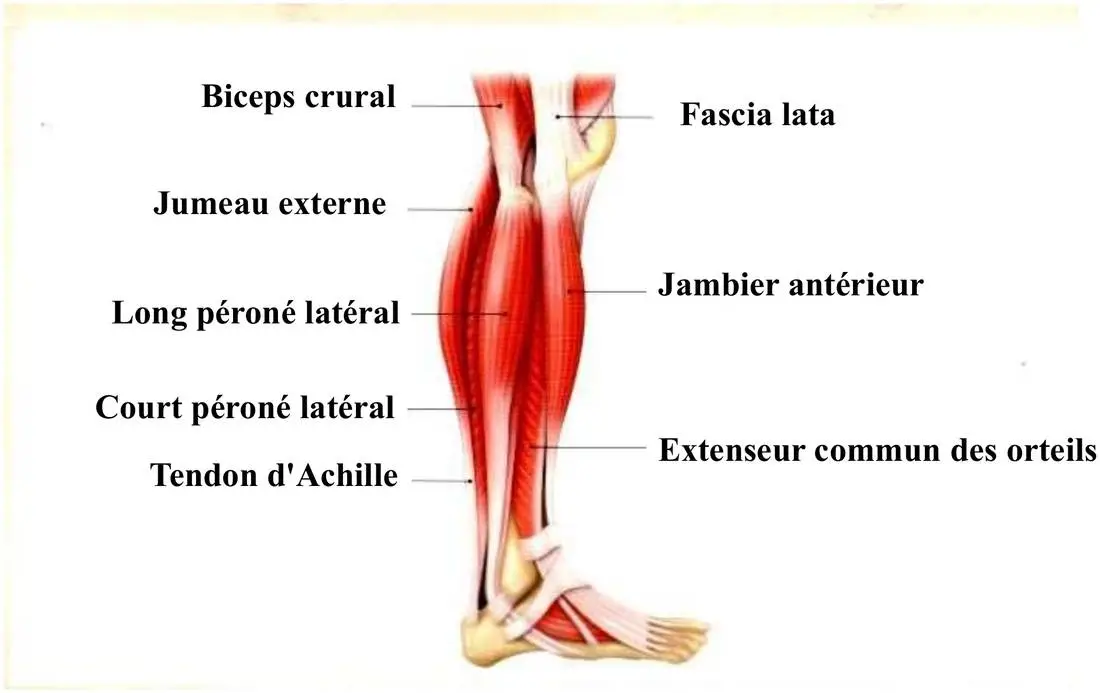 Biceps crural
Fascia lata
Jumeau externe
Jambier antérieur
Long péroné latéral
Court péroné latéral
Extenseur commun des orteils
Tendon d'Achille